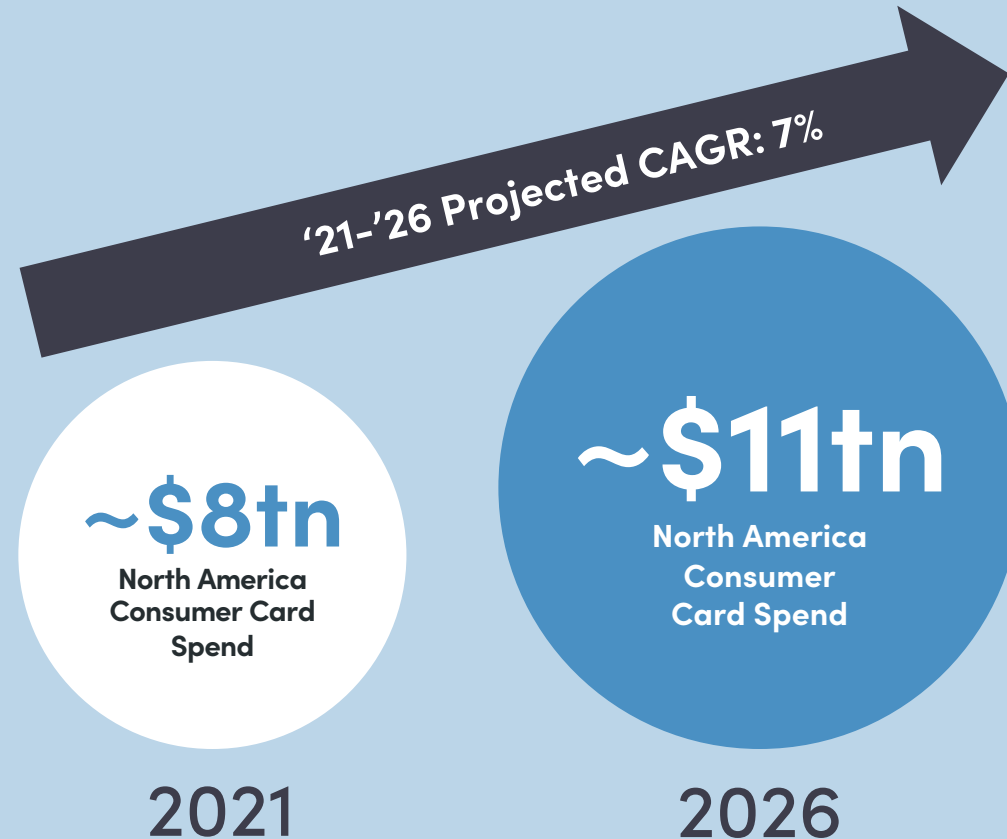 ‘21-’26 Projected CAGR: 7%
~$8tn
North America
Consumer Card
Spend
2021
~$11tn
North America
Consumer
Card Spend
2026